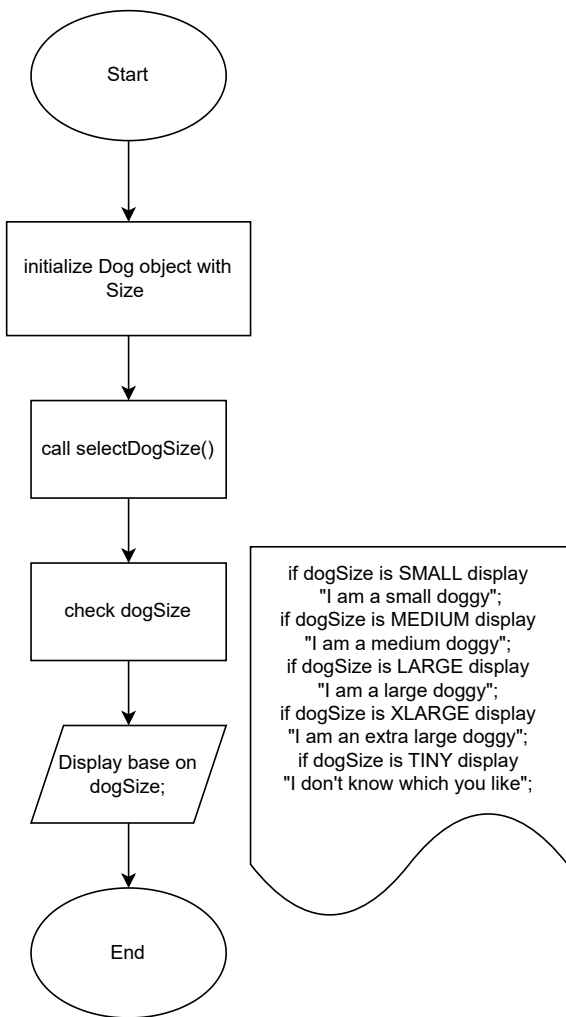 Start
initialize Dog object with
Size
call selectDogSize()
check dogSize
Display base on
dogSize;
End
if dogSize is SMALL display
"I am a small doggy";
if dogSize is MEDIUM display
"I am a medium doggy";
if dogSize is LARGE display
"I am a large doggy";
if dogSize is XLARGE display
"I am an extra large doggy";
if dogSize is TINY display
"I don't know which you like";